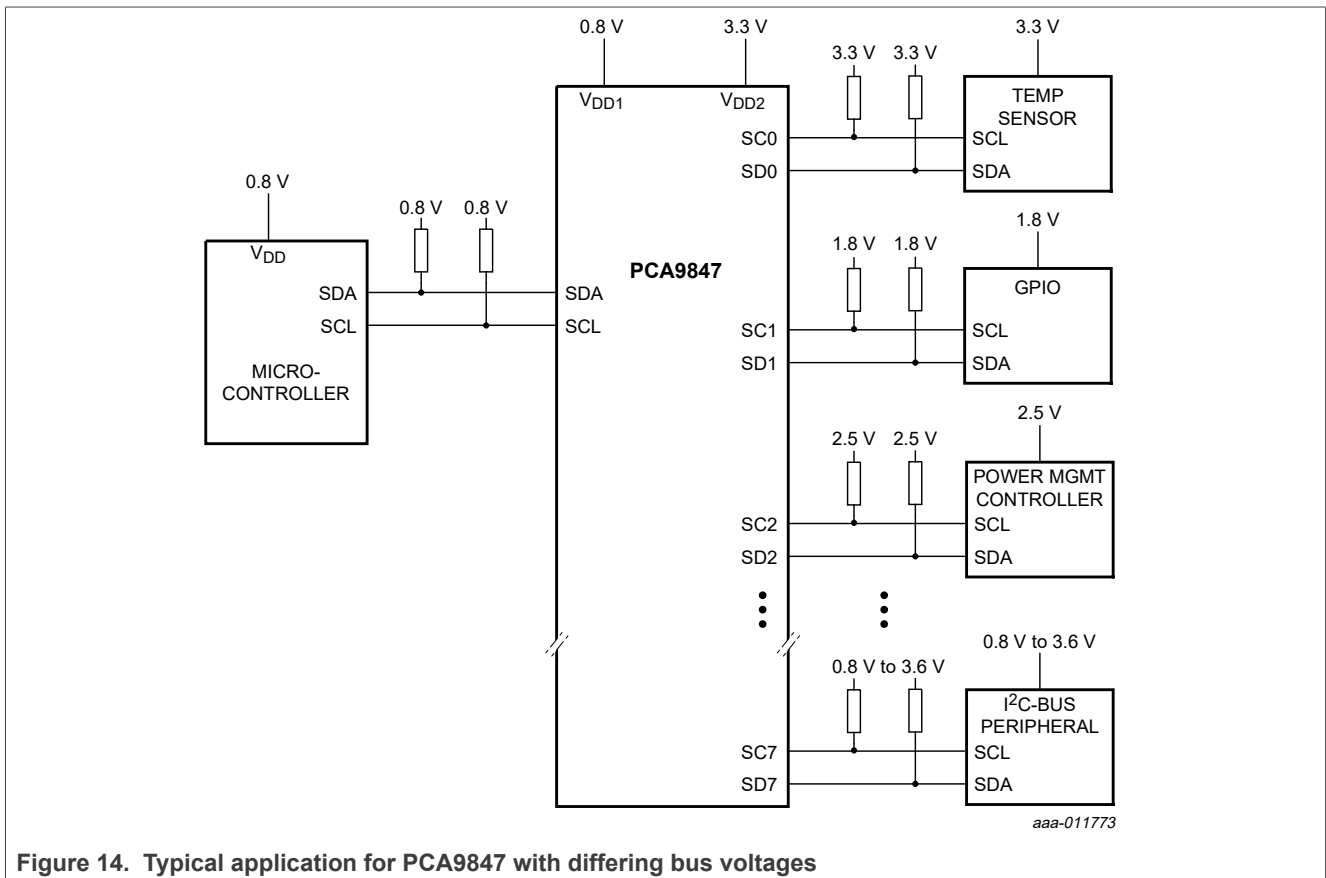 0.8 V
3.3 V
3.3 V
3.3 V 3.3 V
VDD1
VDD2
TEMP
SENSOR
SC0
SCL
SD0
SDA
0.8 V
0.8 V 0.8 V
VDD
SDA
SCL
MICRO-
CONTROLLER
SDA
SCL
PCA9847
1.8 V
1.8 V 1.8 V
GPIO
SC1
SCL
SD1
SDA
2.5 V
2.5 V 2.5 V
POWER MGMT
CONTROLLER
SC2
SCL
SD2
SDA
0.8 V to 3.6 V
0.8 V to 3.6 V
I2C-BUS
PERIPHERAL
SC7
SCL
SD7
SDA
aaa-011773
Figure 14. Typical application for PCA9847 with differing bus voltages